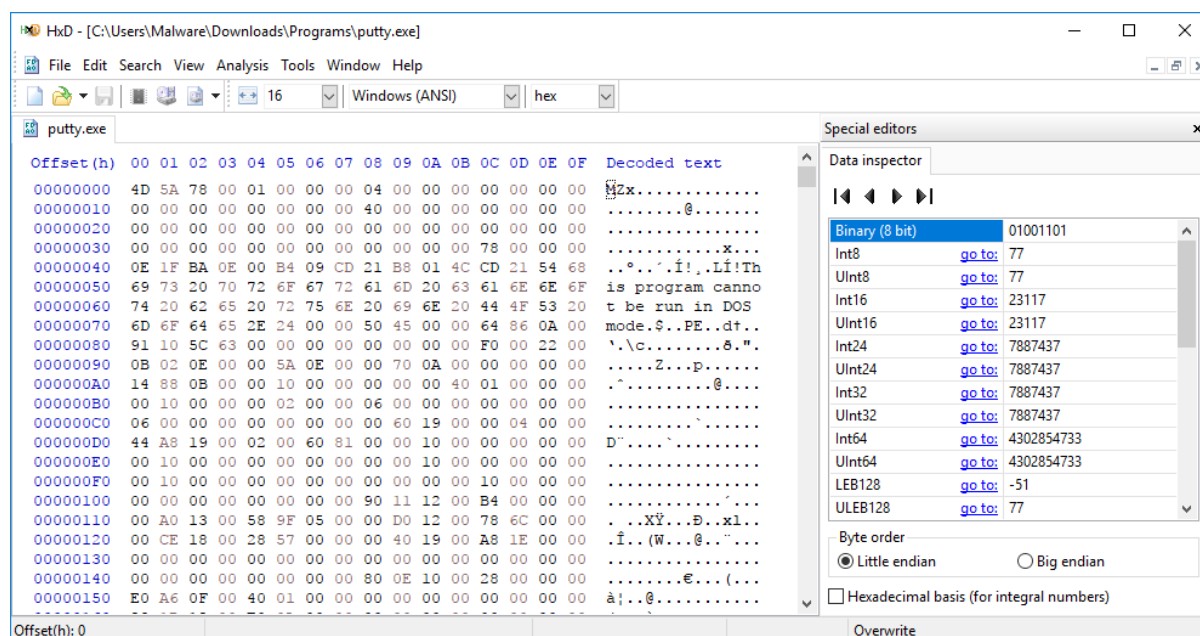 HxD - [C:\Users\Malware\Downloads\Programs\putty.exe]
File Edit Search View Analysis Tools Window Help
16 Windows (ANSI) hex
putty.exe
Offset(h) 00 01 02 03 04 05 06 07 08 09 0A 0B 0C 0D 0E 0F Decoded text
00000000 4D 5A 78 00 01 00 00 00 04 00 00 00 00 00 00 00 MZx.............
00000010 00 00 00 00 00 00 00 00 40 00 00 00 00 00 00 00 ........@.......
00000020 00 00 00 00 00 00 00 00 00 00 00 00 00 00 00 00 ................
00000030 00 00 00 00 00 00 00 00 00 00 00 00 78 00 00 00 ............x...
00000040 0E 1F BA 0E 00 B4 09 CD 21 B8 01 4C CD 21 54 68 ..º..´.Í!¸.LÍ!Th
00000050 69 73 20 70 72 6F 67 72 61 6D 20 63 61 6E 6E 6F is program canno
00000060 74 20 62 65 20 72 75 6E 20 69 6E 20 44 4F 53 20 t be run in DOS
00000070 6D 6F 64 65 2E 24 00 00 50 45 00 00 64 86 0A 00 mode.$..PE..d†..
00000080 91 10 5C 63 00 00 00 00 00 00 00 00 F0 00 22 00 ‘.\c........ð.".
00000090 0B 02 0E 00 00 5A 0E 00 00 70 0A 00 00 00 00 00 .....Z...p......
000000A0 14 88 0B 00 00 10 00 00 00 00 00 40 01 00 00 00 .ˆ.........@....
000000B0 00 10 00 00 00 02 00 00 06 00 00 00 00 00 00 00 ................
000000C0 06 00 00 00 00 00 00 00 00 60 19 00 00 04 00 00 .........`......
000000D0 44 A8 19 00 02 00 60 81 00 00 10 00 00 00 00 00 D¨....`.........
000000E0 00 10 00 00 00 00 00 00 00 00 10 00 00 00 00 00 ................
000000F0 00 10 00 00 00 00 00 00 00 00 00 00 10 00 00 00 ................
00000100 00 00 00 00 00 00 00 00 90 11 12 00 B4 00 00 00 ............´...
00000110 00 A0 13 00 58 9F 05 00 00 D0 12 00 78 6C 00 00 . ..XŸ...Ð..xl..
00000120 00 CE 18 00 28 57 00 00 00 40 19 00 A8 1E 00 00 .Î..(W...@..¨...
00000130 00 00 00 00 00 00 00 00 00 00 00 00 00 00 00 00 ................
00000140 00 00 00 00 00 00 00 00 80 0E 10 00 28 00 00 00 ........€...(...
00000150 E0 A6 0F 00 40 01 00 00 00 00 00 00 00 00 00 00 à¦..@...........
Special editors
Data inspector
Binary (8 bit) 01001101
Int8 go to: 77
UInt8 go to: 77
Int16 go to: 23117
UInt16 go to: 23117
Int24 go to: 7887437
UInt24 go to: 7887437
Int32 go to: 7887437
UInt32 go to: 7887437
Int64 go to: 4302854733
UInt64 go to: 4302854733
LEB128 go to: -51
ULEB128 go to: 77
Byte order
Little endian Big endian
Hexadecimal basis (for integral numbers)
Offset(h): 0 Overwrite